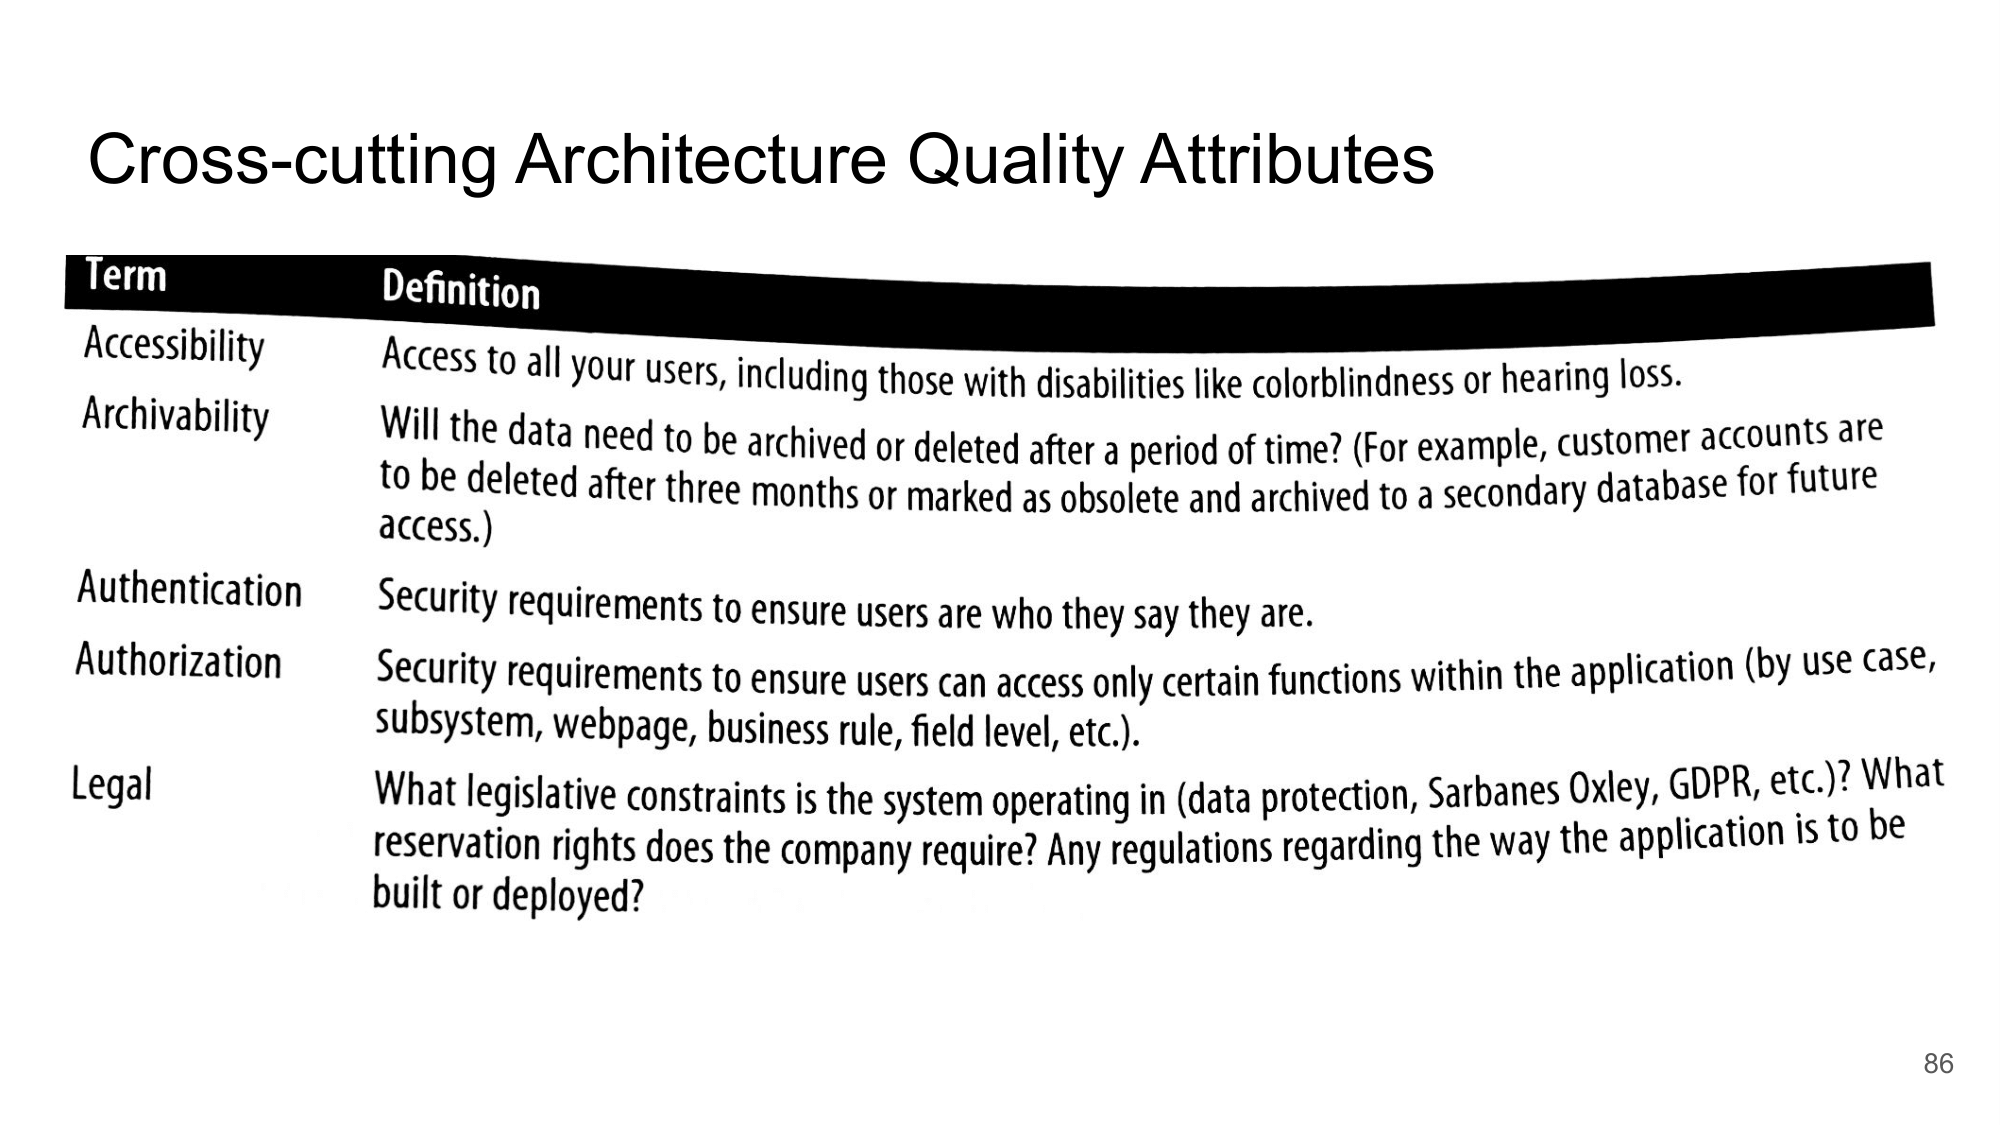 Cross-cutting Architecture Quality Attributes
Term Definition
Accessibility Access to all your users, including those with disabilities like colorblindness or hearing loss.
Archivability Will the data need to be archived or deleted after a period of time? (For example, customer accounts are
to be deleted after three months or marked as obsolete and archived to a secondary database for future
access.)
Authentication Security requirements to ensure users are who they say they are.
Authorization Security requirements to ensure users can access only certain functions within the application (by use case,
subsystem, webpage, business rule, field level, etc.).
Legal What legislative constraints is the system operating in (data protection, Sarbanes Oxley, GDPR, etc.)? What
reservation rights does the company require? Any regulations regarding the way the application is to be
built or deployed?
86